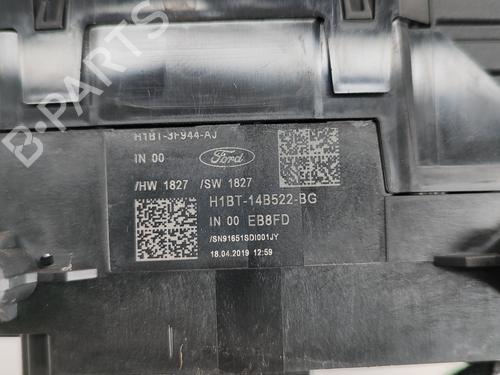 B-PARTS
H1BT-3F944-AJ
IN 00
Ford
/HW 1827 /SW 1827
H1BT-14B522-BG
IN 00 EB8FD
/SN91651SDI001JY
18.04.2019 12:59